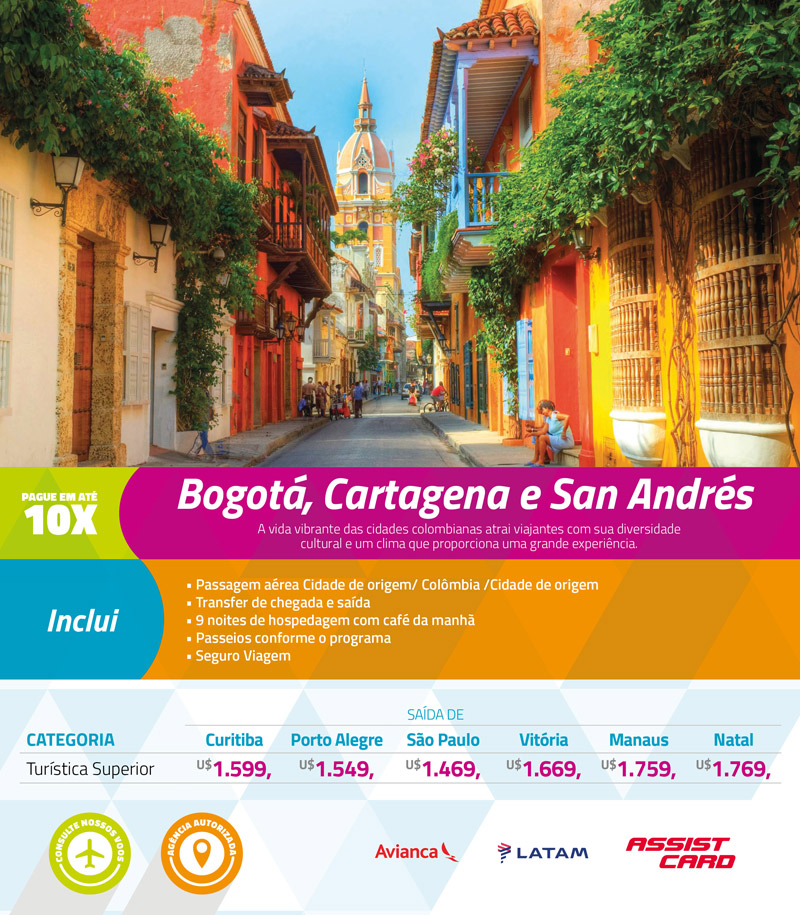 PAGUE EM ATÉ
10X
Bogotá, Cartagena e San Andrés
A vida vibrante das cidades colombianas atrai viajantes com sua diversidade
cultural e um clima que proporciona uma grande experiência.
Inclui
• Passagem aérea Cidade de origem/ Colômbia /Cidade de origem
• Transfer de chegada e saída
• 9 noites de hospedagem com café da manhã
• Passeios conforme o programa
• Seguro Viagem
SAÍDA DE
CATEGORIA Curitiba Porto Alegre São Paulo Vitória Manaus Natal
Turística Superior U$1.599, U$1.549, U$1.469, U$1.669, U$1.759, U$1.769,
CONSULTE NOSSOS VOOS
AGÊNCIA AUTORIZADA
Avianca
LATAM
ASSIST
CARD